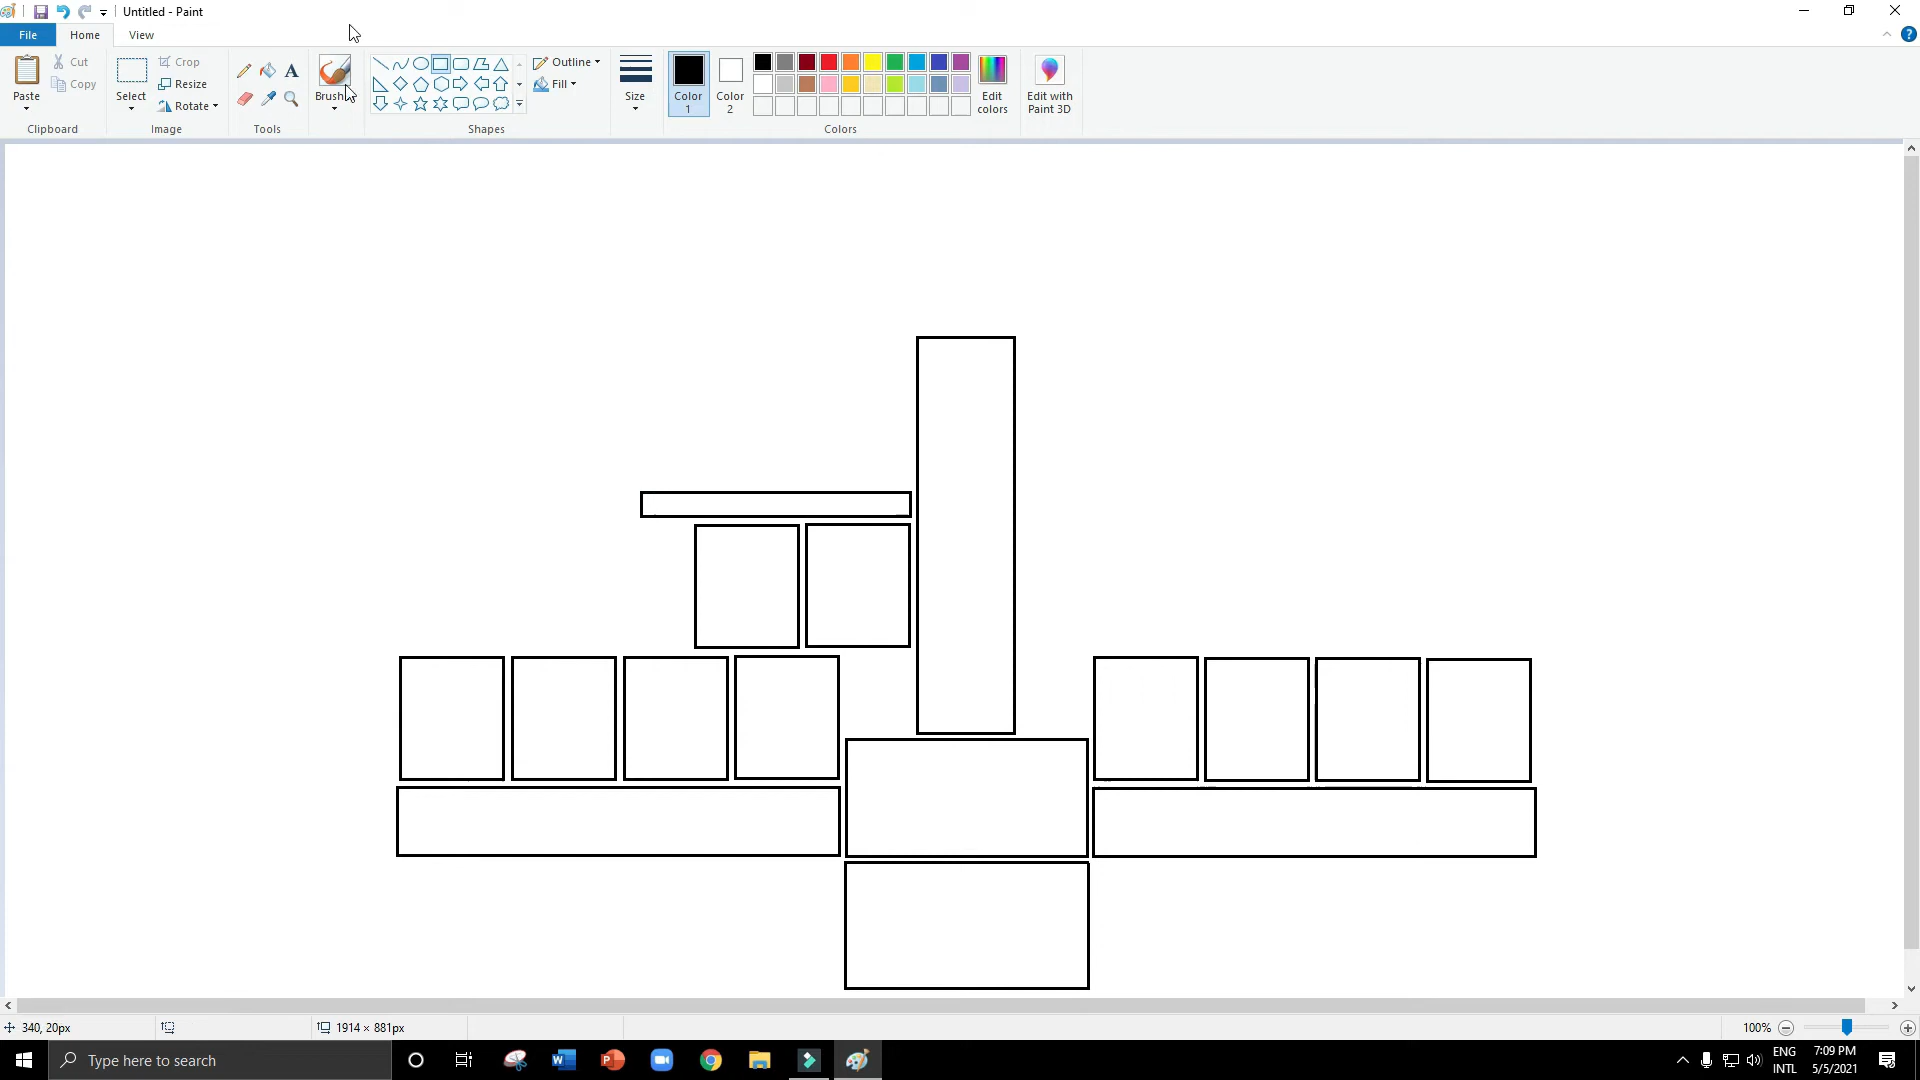 Untitled - Paint
File
Home
View
Paste
Cut
Copy
Clipboard
Select
Crop
Resize
Rotate
Image
A
Tools
Brushes
Shapes
Outline
Fill
Size
Color
1
Color
2
Colors
Edit
colors
Edit with
Paint 3D
340, 20px
1914 × 881px
100%
Type here to search
ENG
INTL
7:09 PM
5/5/2021